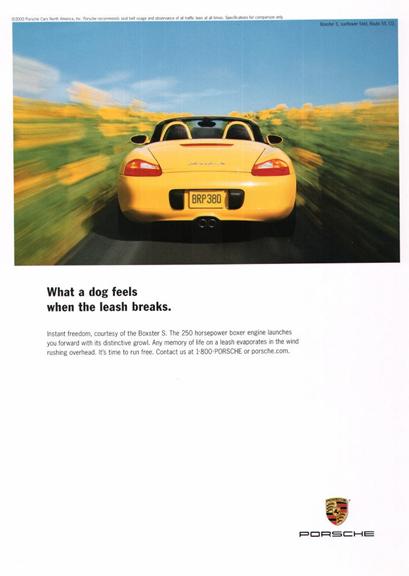 ©2000 Porsche Cars North America, Inc. Porsche recommends seat belt usage and observance of all traffic laws at all times. Specifications for comparison only.
Boxster S, sunflower field, Route 59, CO.
BRP380
What a dog feels
when the leash breaks.
Instant freedom, courtesy of the Boxster S. The 250 horsepower boxer engine launches
you forward with its distinctive growl. Any memory of life on a leash evaporates in the wind
rushing overhead. It's time to run free. Contact us at 1-800-PORSCHE or porsche.com.
PORSCHE